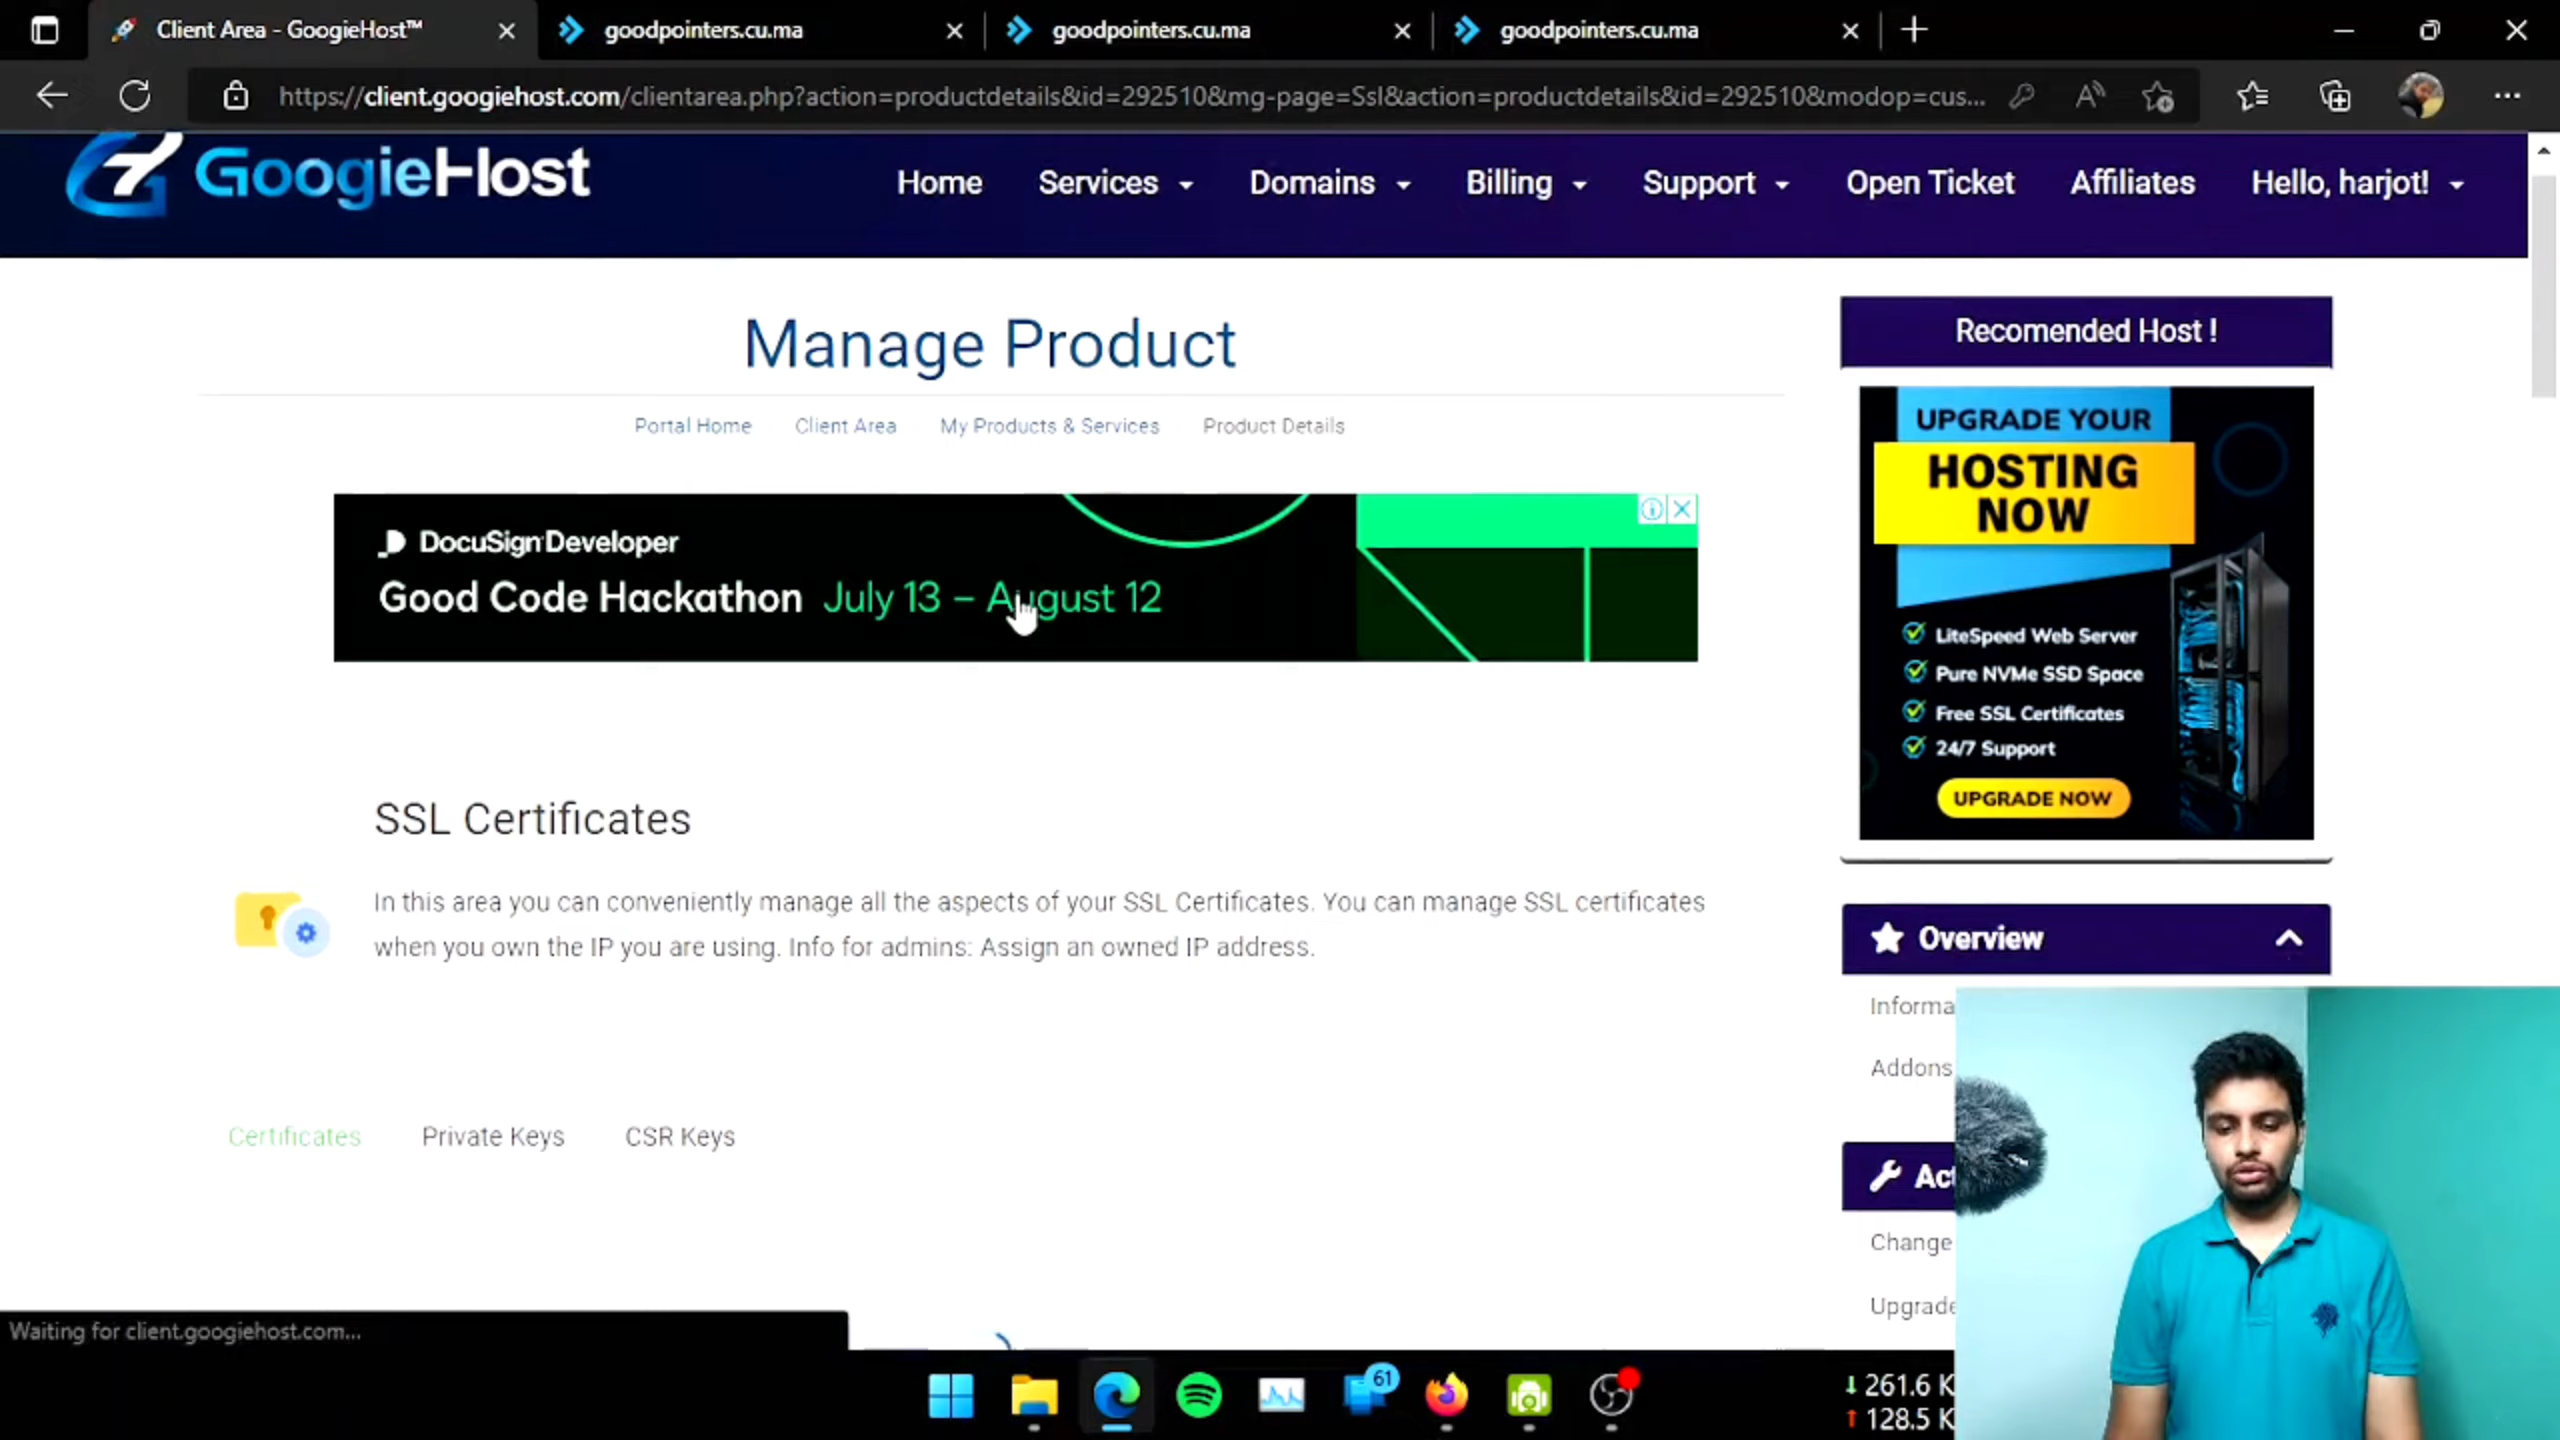 Client Area - GoogieHost™
goodpointers.cu.ma
goodpointers.cu.ma
goodpointers.cu.ma
https://client.googiehost.com/clientarea.php?action=productdetails&id=292510&mg-page=Ssl&action=productdetails&id=292510&modop=cus...
GoogieHost
Home
Services
Domains
Billing
Support
Open Ticket
Affiliates
Hello, harjot!
Manage Product
Portal Home
Client Area
My Products & Services
Product Details
DocuSign Developer
Good Code Hackathon July 13 – August 12
SSL Certificates
In this area you can conveniently manage all the aspects of your SSL Certificates. You can manage SSL certificates
when you own the IP you are using. Info for admins: Assign an owned IP address.
Certificates
Private Keys
CSR Keys
Recomended Host !
UPGRADE YOUR
HOSTING
NOW
LiteSpeed Web Server
Pure NVMe SSD Space
Free SSL Certificates
24/7 Support
UPGRADE NOW
Overview
Informa
Addons
Act
Change
Upgrade
Waiting for client.googiehost.com...
61
261.6 K
128.5 K